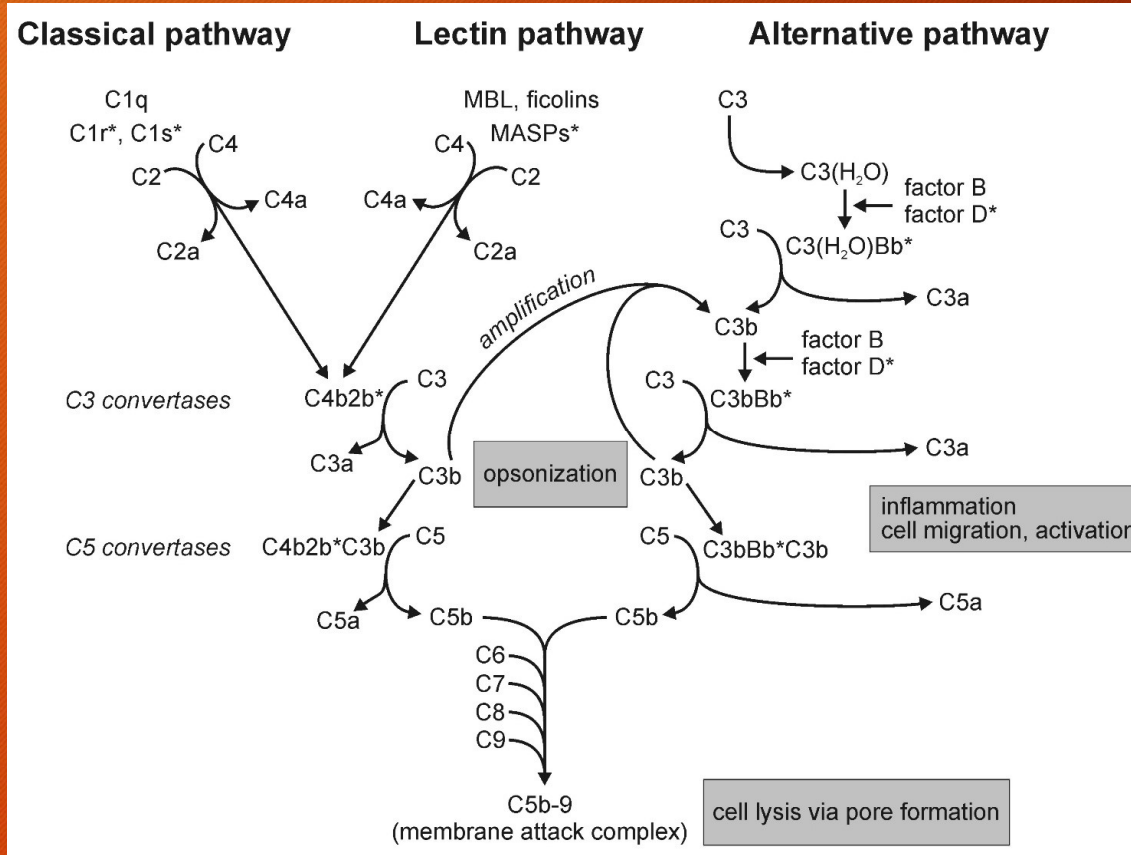 Classical pathway
Lectin pathway
Alternative pathway
C1q
C1r*, C1s*
C4
C2
C4a
C2a
MBL, ficolins
MASPs*
C4
C2
C4a
C2a
C3
C3(H₂O)
factor B
factor D*
C3(H₂O)Bb*
C3
C3a
amplification
C3b
factor B
factor D*
C3 convertases
C4b2b*
C3
C3a
C3b
opsonization
C3
C3bBb*
C3a
C3b
inflammation
cell migration, activation
C5 convertases
C4b2b*C3b
C5
C5a
C5b
C5
C3bBb*C3b
C5b
C5a
C6
C7
C8
C9
C5b-9
(membrane attack complex)
cell lysis via pore formation